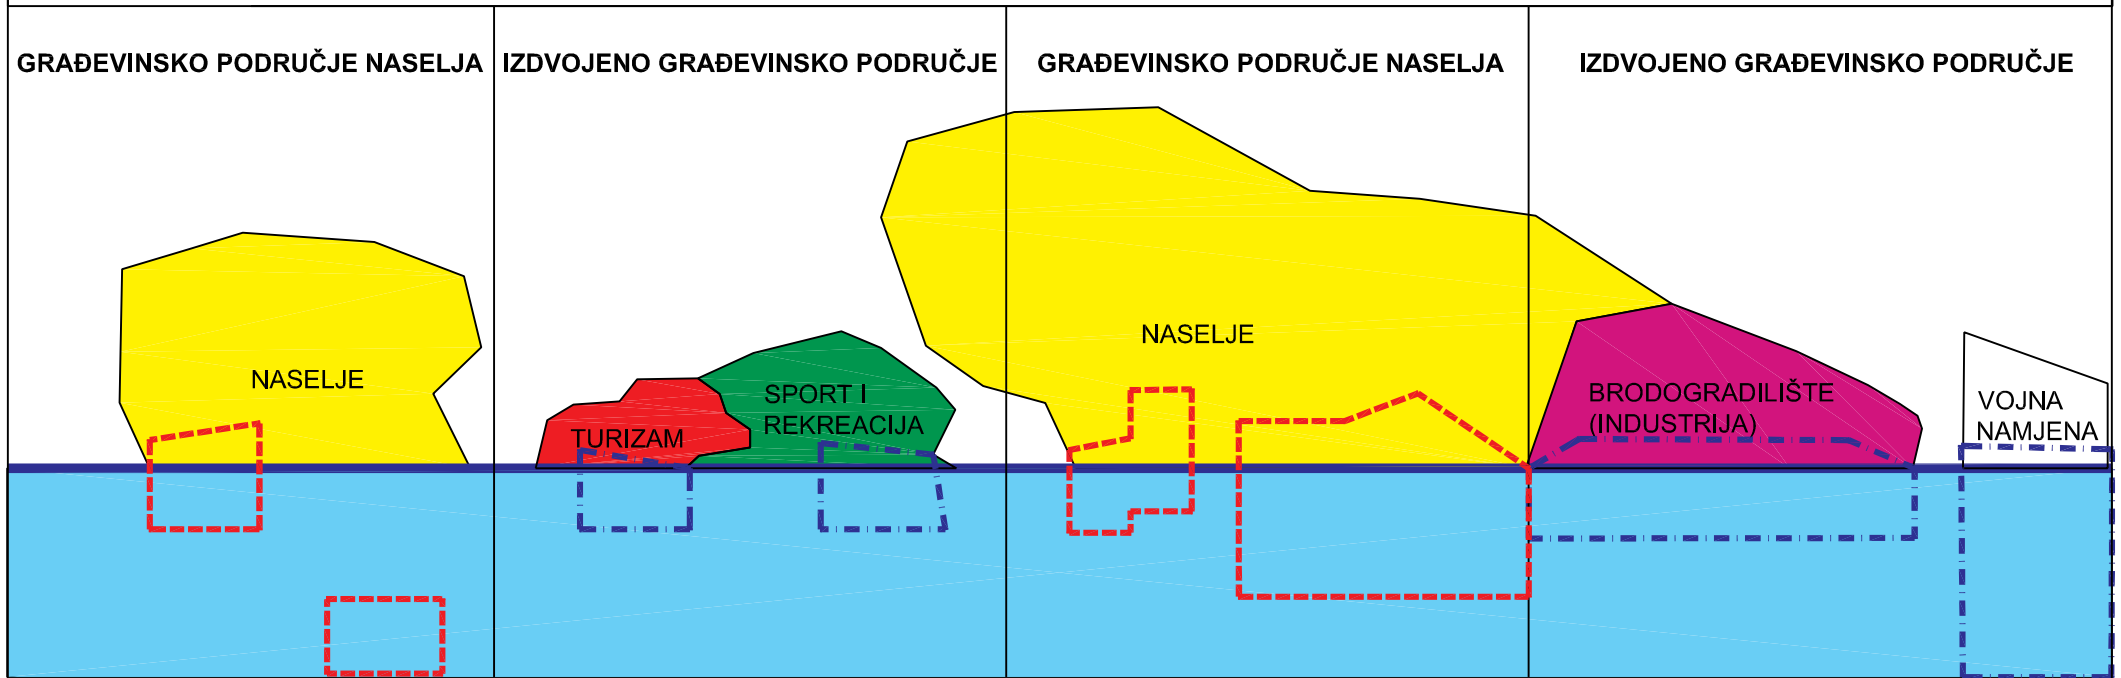 GRAĐEVINSKO PODRUČJE NASELJA
IZDVOJENO GRAĐEVINSKO PODRUČJE
GRAĐEVINSKO PODRUČJE NASELJA
IZDVOJENO GRAĐEVINSKO PODRUČJE
NASELJE
TURIZAM
SPORT I
REKREACIJA
NASELJE
BRODOGRADILIŠTE
(INDUSTRIJA)
VOJNA
NAMJENA